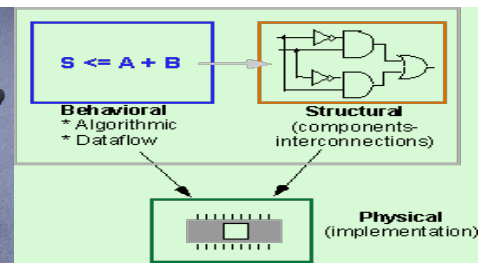 S <= A + B
Behavioral
* Algorithmic
* Dataflow
Structural
(components-
interconnections)
Physical
(implementation)